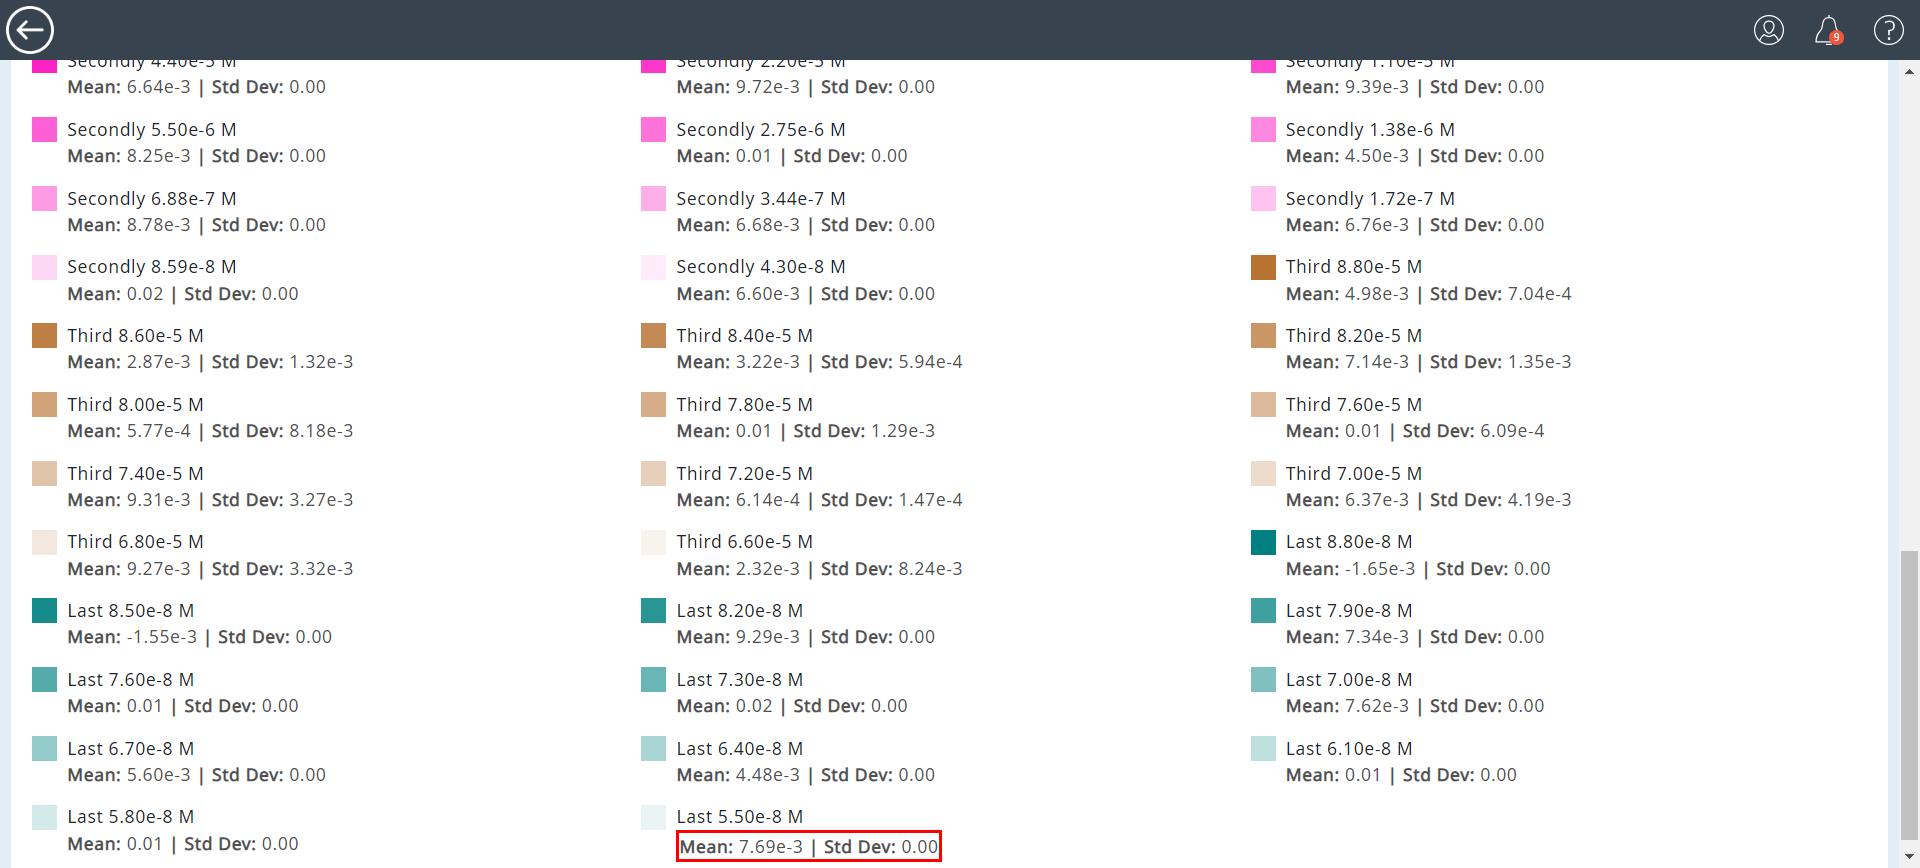 9
Secondly 4.40e-5 M
Secondly 2.20e-5 M
Secondly 1.10e-5 M
Mean: 6.64e-3 | Std Dev: 0.00
Mean: 9.72e-3 | Std Dev: 0.00
Mean: 9.39e-3 | Std Dev: 0.00
Secondly 5.50e-6 M
Secondly 2.75e-6 M
Secondly 1.38e-6 M
Mean: 8.25e-3 | Std Dev: 0.00
Mean: 0.01 | Std Dev: 0.00
Mean: 4.50e-3 | Std Dev: 0.00
Secondly 6.88e-7 M
Secondly 3.44e-7 M
Secondly 1.72e-7 M
Mean: 8.78e-3 | Std Dev: 0.00
Mean: 6.68e-3 | Std Dev: 0.00
Mean: 6.76e-3 | Std Dev: 0.00
Secondly 8.59e-8 M
Secondly 4.30e-8 M
Third 8.80e-5 M
Mean: 0.02 | Std Dev: 0.00
Mean: 6.60e-3 | Std Dev: 0.00
Mean: 4.98e-3 | Std Dev: 7.04e-4
Third 8.60e-5 M
Third 8.40e-5 M
Third 8.20e-5 M
Mean: 2.87e-3 | Std Dev: 1.32e-3
Mean: 3.22e-3 | Std Dev: 5.94e-4
Mean: 7.14e-3 | Std Dev: 1.35e-3
Third 8.00e-5 M
Third 7.80e-5 M
Third 7.60e-5 M
Mean: 5.77e-4 | Std Dev: 8.18e-3
Mean: 0.01 | Std Dev: 1.29e-3
Mean: 0.01 | Std Dev: 6.09e-4
Third 7.40e-5 M
Third 7.20e-5 M
Third 7.00e-5 M
Mean: 9.31e-3 | Std Dev: 3.27e-3
Mean: 6.14e-4 | Std Dev: 1.47e-4
Mean: 6.37e-3 | Std Dev: 4.19e-3
Third 6.80e-5 M
Third 6.60e-5 M
Last 8.80e-8 M
Mean: 9.27e-3 | Std Dev: 3.32e-3
Mean: 2.32e-3 | Std Dev: 8.24e-3
Mean: -1.65e-3 | Std Dev: 0.00
Last 8.50e-8 M
Last 8.20e-8 M
Last 7.90e-8 M
Mean: -1.55e-3 | Std Dev: 0.00
Mean: 9.29e-3 | Std Dev: 0.00
Mean: 7.34e-3 | Std Dev: 0.00
Last 7.60e-8 M
Last 7.30e-8 M
Last 7.00e-8 M
Mean: 0.01 | Std Dev: 0.00
Mean: 0.02 | Std Dev: 0.00
Mean: 7.62e-3 | Std Dev: 0.00
Last 6.70e-8 M
Last 6.40e-8 M
Last 6.10e-8 M
Mean: 5.60e-3 | Std Dev: 0.00
Mean: 4.48e-3 | Std Dev: 0.00
Mean: 0.01 | Std Dev: 0.00
Last 5.80e-8 M
Last 5.50e-8 M
Mean: 0.01 | Std Dev: 0.00
Mean: 7.69e-3 | Std Dev: 0.00